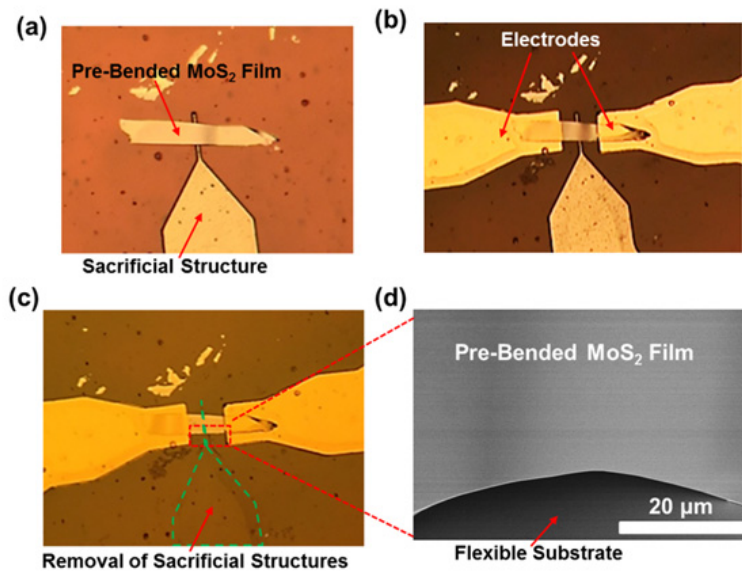 (a)
Pre-Bended MoS₂ Film
Sacrificial Structure
(b)
Electrodes
(c)
Removal of Sacrificial Structures
(d)
Pre-Bended MoS₂ Film
20 μm
Flexible Substrate